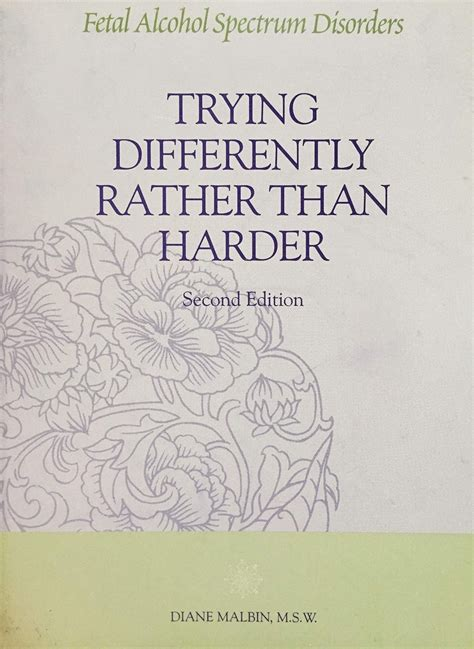 Fetal Alcohol Spectrum Disorders
TRYING
DIFFERENTLY
RATHER THAN
HARDER
Second Edition
DIANE MALBIN, M.S.W.